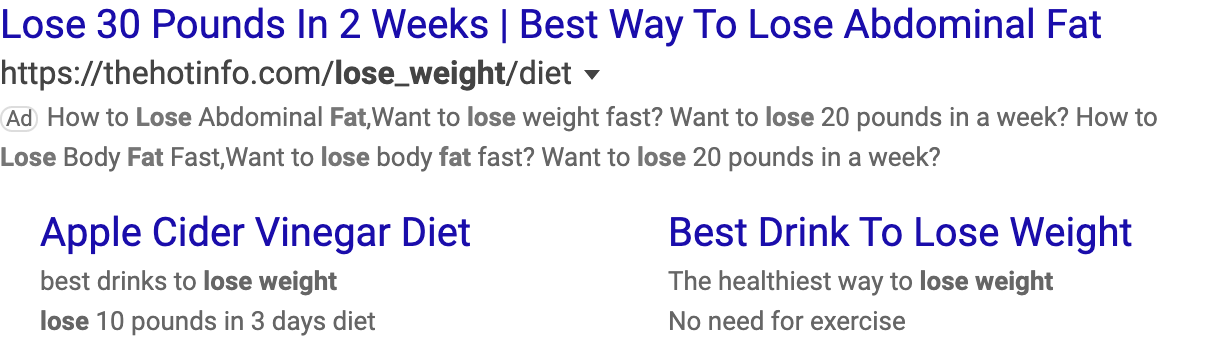 Lose 30 Pounds In 2 Weeks | Best Way To Lose Abdominal Fat
https://thehotinfo.com/lose_weight/diet
Ad How to Lose Abdominal Fat,Want to lose weight fast? Want to lose 20 pounds in a week? How to
Lose Body Fat Fast,Want to lose body fat fast? Want to lose 20 pounds in a week?
Apple Cider Vinegar Diet
best drinks to lose weight
lose 10 pounds in 3 days diet
Best Drink To Lose Weight
The healthiest way to lose weight
No need for exercise